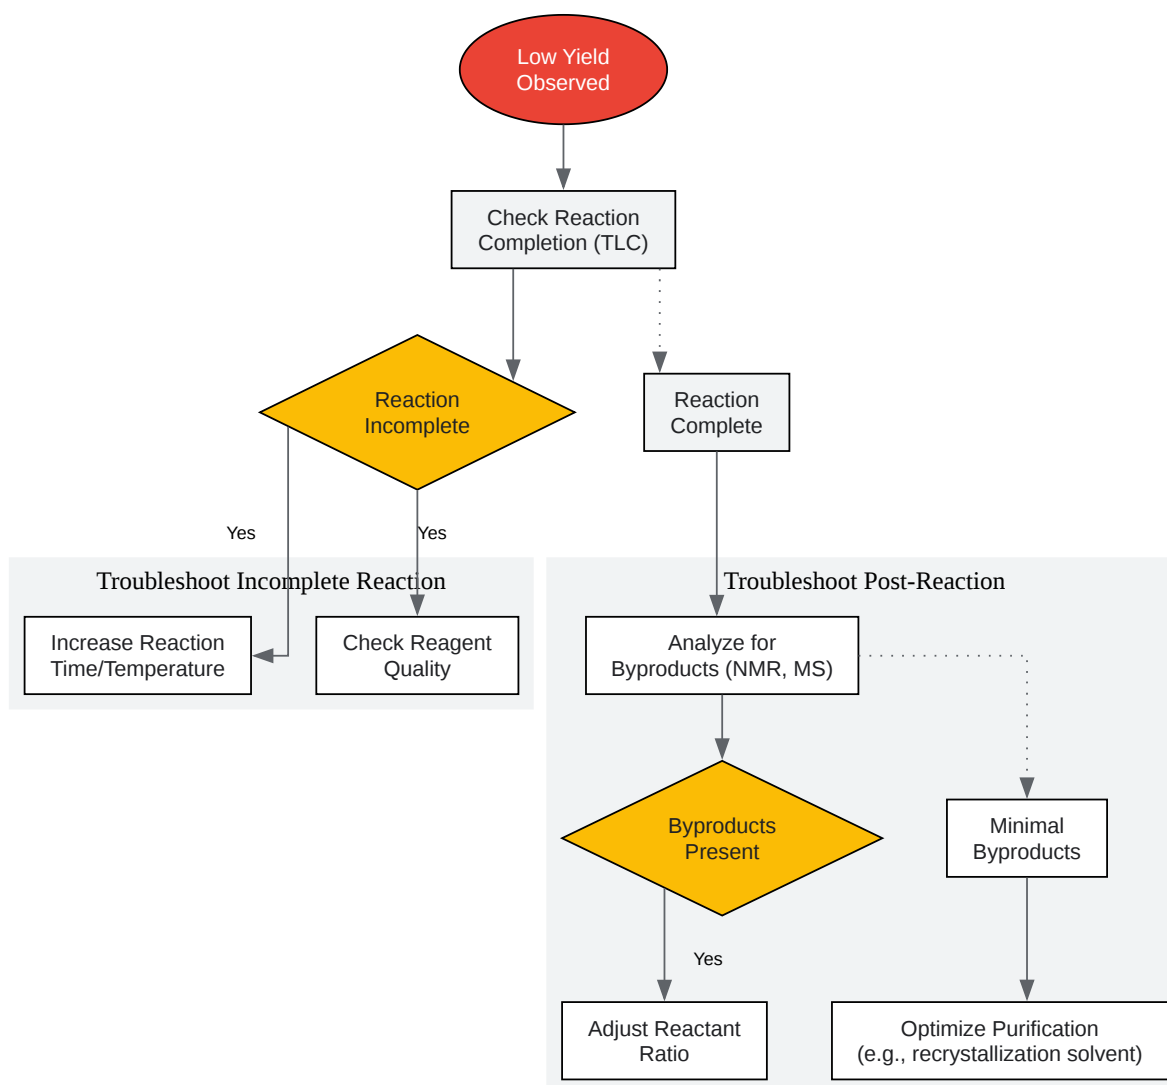 Low Yield
Observed
Check Reaction
Completion (TLC)
Reaction
Incomplete
Reaction
Complete
Yes
Yes
Troubleshoot Incomplete Reaction
Troubleshoot Post-Reaction
Increase Reaction
Time/Temperature
Check Reagent
Quality
Analyze for
Byproducts (NMR, MS)
Byproducts
Present
Minimal
Byproducts
Yes
Adjust Reactant
Ratio
Optimize Purification
(e.g., recrystallization solvent)